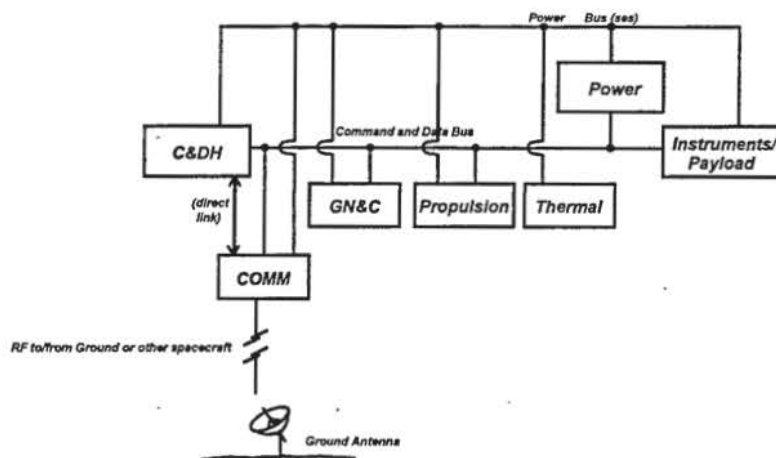 Power Bus (ses)
Power
Command and Data Bus
C&DH
Instruments/
Payload
(direct
link)
GN&C
Propulsion
Thermal
COMM
RF to/from Ground or other spacecraft
Ground Antenna